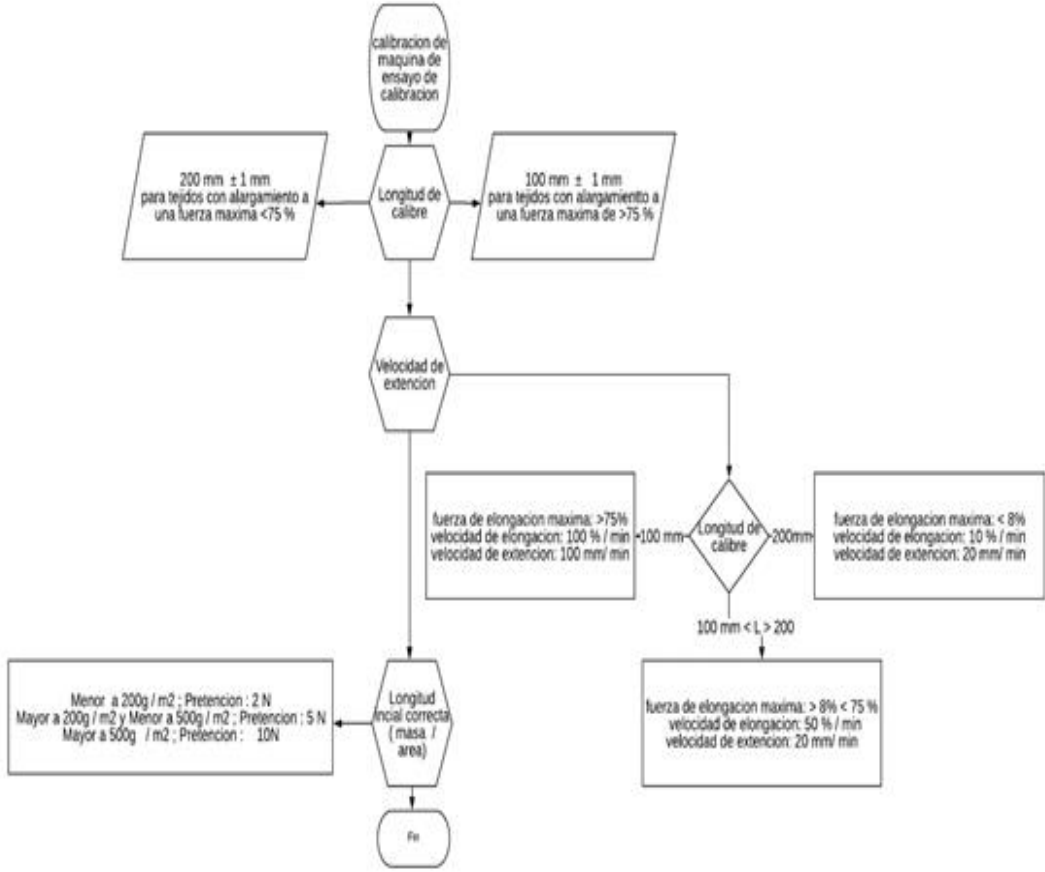 calibracion de
maquina de
ensayo de
calibracion
200 mm ± 1 mm
para tejidos con alargamiento a
una fuerza maxima <75 %
Longitud de
calibre
100 mm ± 1 mm
para tejidos con alargamientto a
una fuerza maxima de >75 %
Velocidad de
extencion
fuerza de elongacion maxima: >75%
velocidad de elongacion: 100 % / min
velocidad de extencion: 100 mm/ min
100 mm
Longitud de
calibre
200mm
fuerza de elongacion maxima: < 8%
velocidad de elongacion: 10 % / min
velocidad de extencion: 20 mm/ min
100 mm < L > 200
fuerza de elongacion maxima: > 8% < 75 %
velocidad de elongacion: 50 % / min
velocidad de extencion: 20 mm/ min
Menor a 200g / m2 ; Pretencion : 2 N
Mayor a 200g / m2 y Menor a 500g / m2 ; Pretencion : 5 N
Mayor a 500g / m2 ; Pretencion : 10N
Longitud
incial correcta
( masa /
area)
Fin